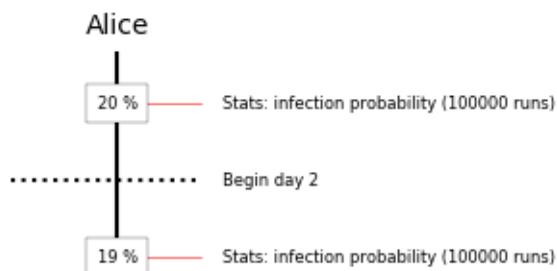 Alice
20 % Stats: infection probability (100000 runs)
Begin day 2
19 % Stats: infection probability (100000 runs)